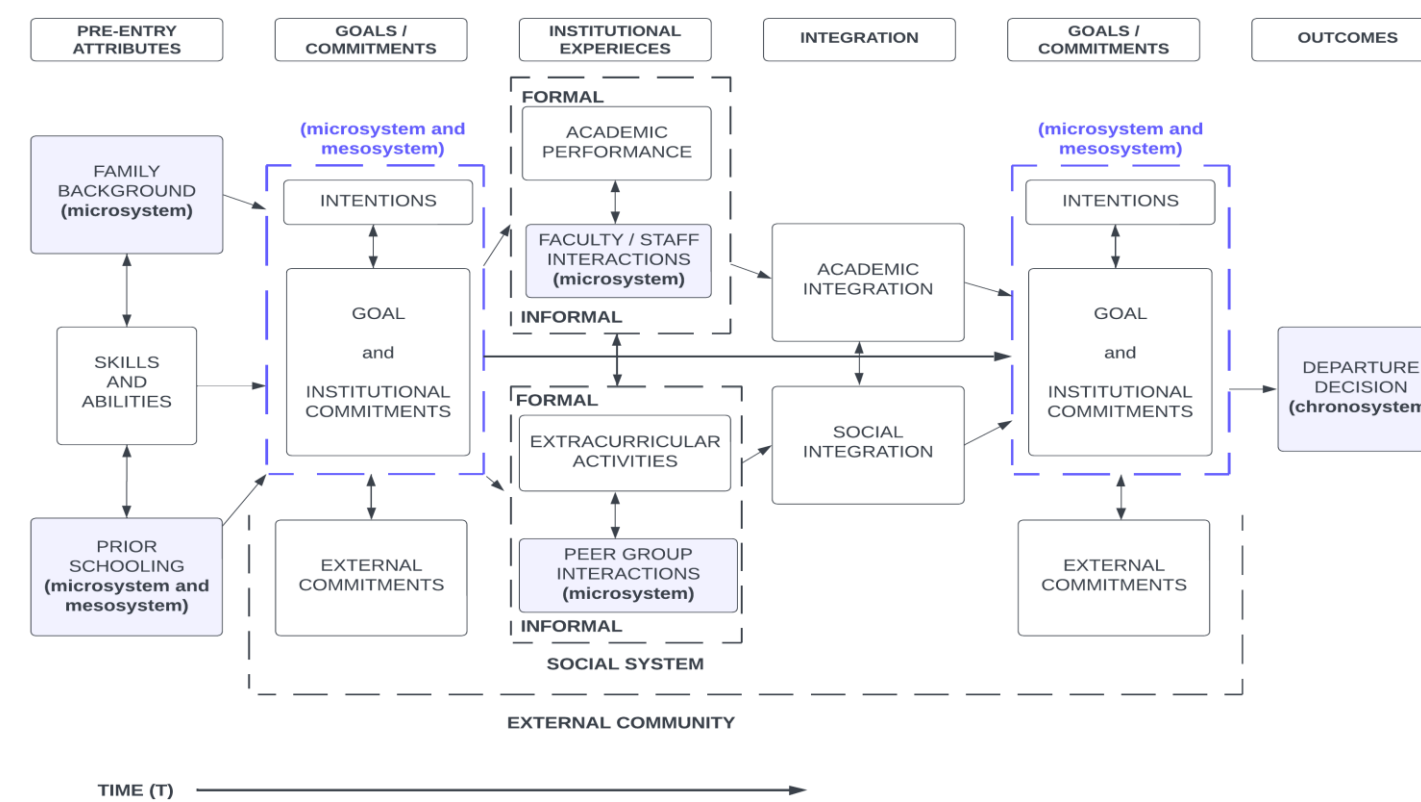 PRE-ENTRY
ATTRIBUTES
GOALS /
COMMITMENTS
INSTITUTIONAL
EXPERIECES
INTEGRATION
GOALS /
COMMITMENTS
OUTCOMES
FAMILY
BACKGROUND
(microsystem)
SKILLS
AND
ABILITIES
PRIOR
SCHOOLING
(microsystem and
mesosystem)
(microsystem and
mesosystem)
INTENTIONS
GOAL
and
INSTITUTIONAL
COMMITMENTS
EXTERNAL
COMMITMENTS
FORMAL
ACADEMIC
PERFORMANCE
FACULTY / STAFF
INTERACTIONS
(microsystem)
INFORMAL
FORMAL
EXTRACURRICULAR
ACTIVITIES
PEER GROUP
INTERACTIONS
(microsystem)
INFORMAL
SOCIAL SYSTEM
ACADEMIC
INTEGRATION
SOCIAL
INTEGRATION
(microsystem and
mesosystem)
INTENTIONS
GOAL
and
INSTITUTIONAL
COMMITMENTS
EXTERNAL
COMMITMENTS
DEPARTURE
DECISION
(chronosystem
EXTERNAL COMMUNITY
TIME (T)